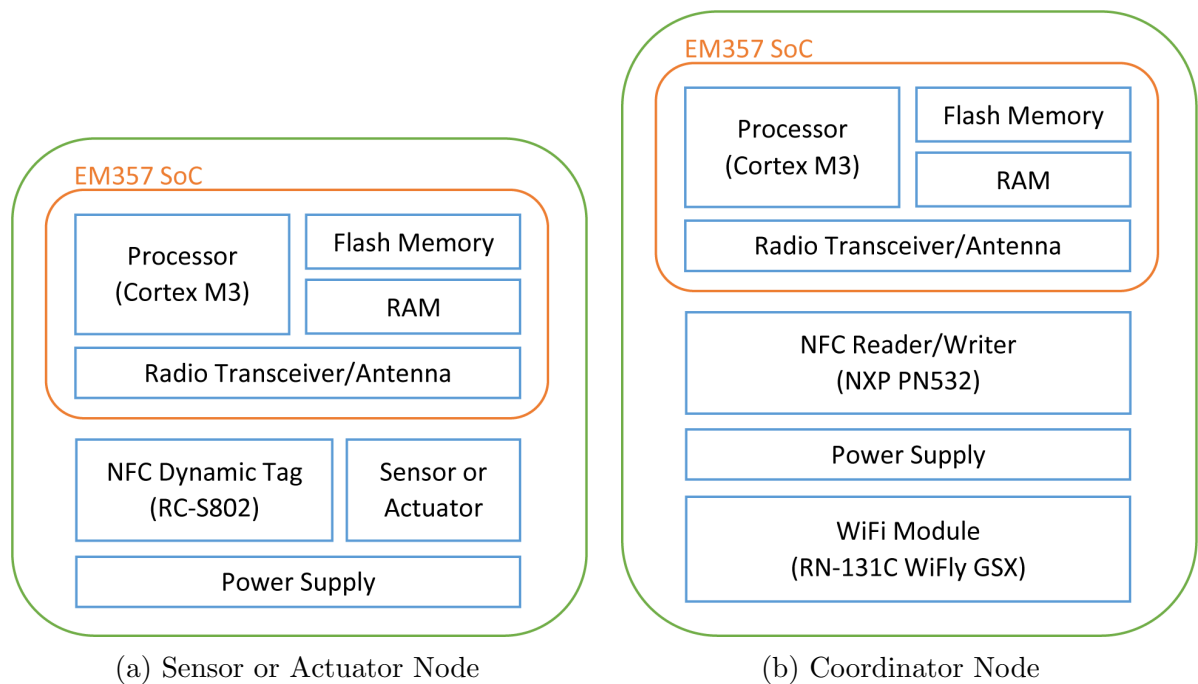 EM357 SoC
Processor
(Cortex M3)
Flash Memory
RAM
Radio Transceiver/Antenna
NFC Dynamic Tag
(RC-S802)
Sensor or
Actuator
Power Supply
(a) Sensor or Actuator Node
EM357 SoC
Processor
(Cortex M3)
Flash Memory
RAM
Radio Transceiver/Antenna
NFC Reader/Writer
(NXP PN532)
Power Supply
WiFi Module
(RN-131C WiFly GSX)
(b) Coordinator Node